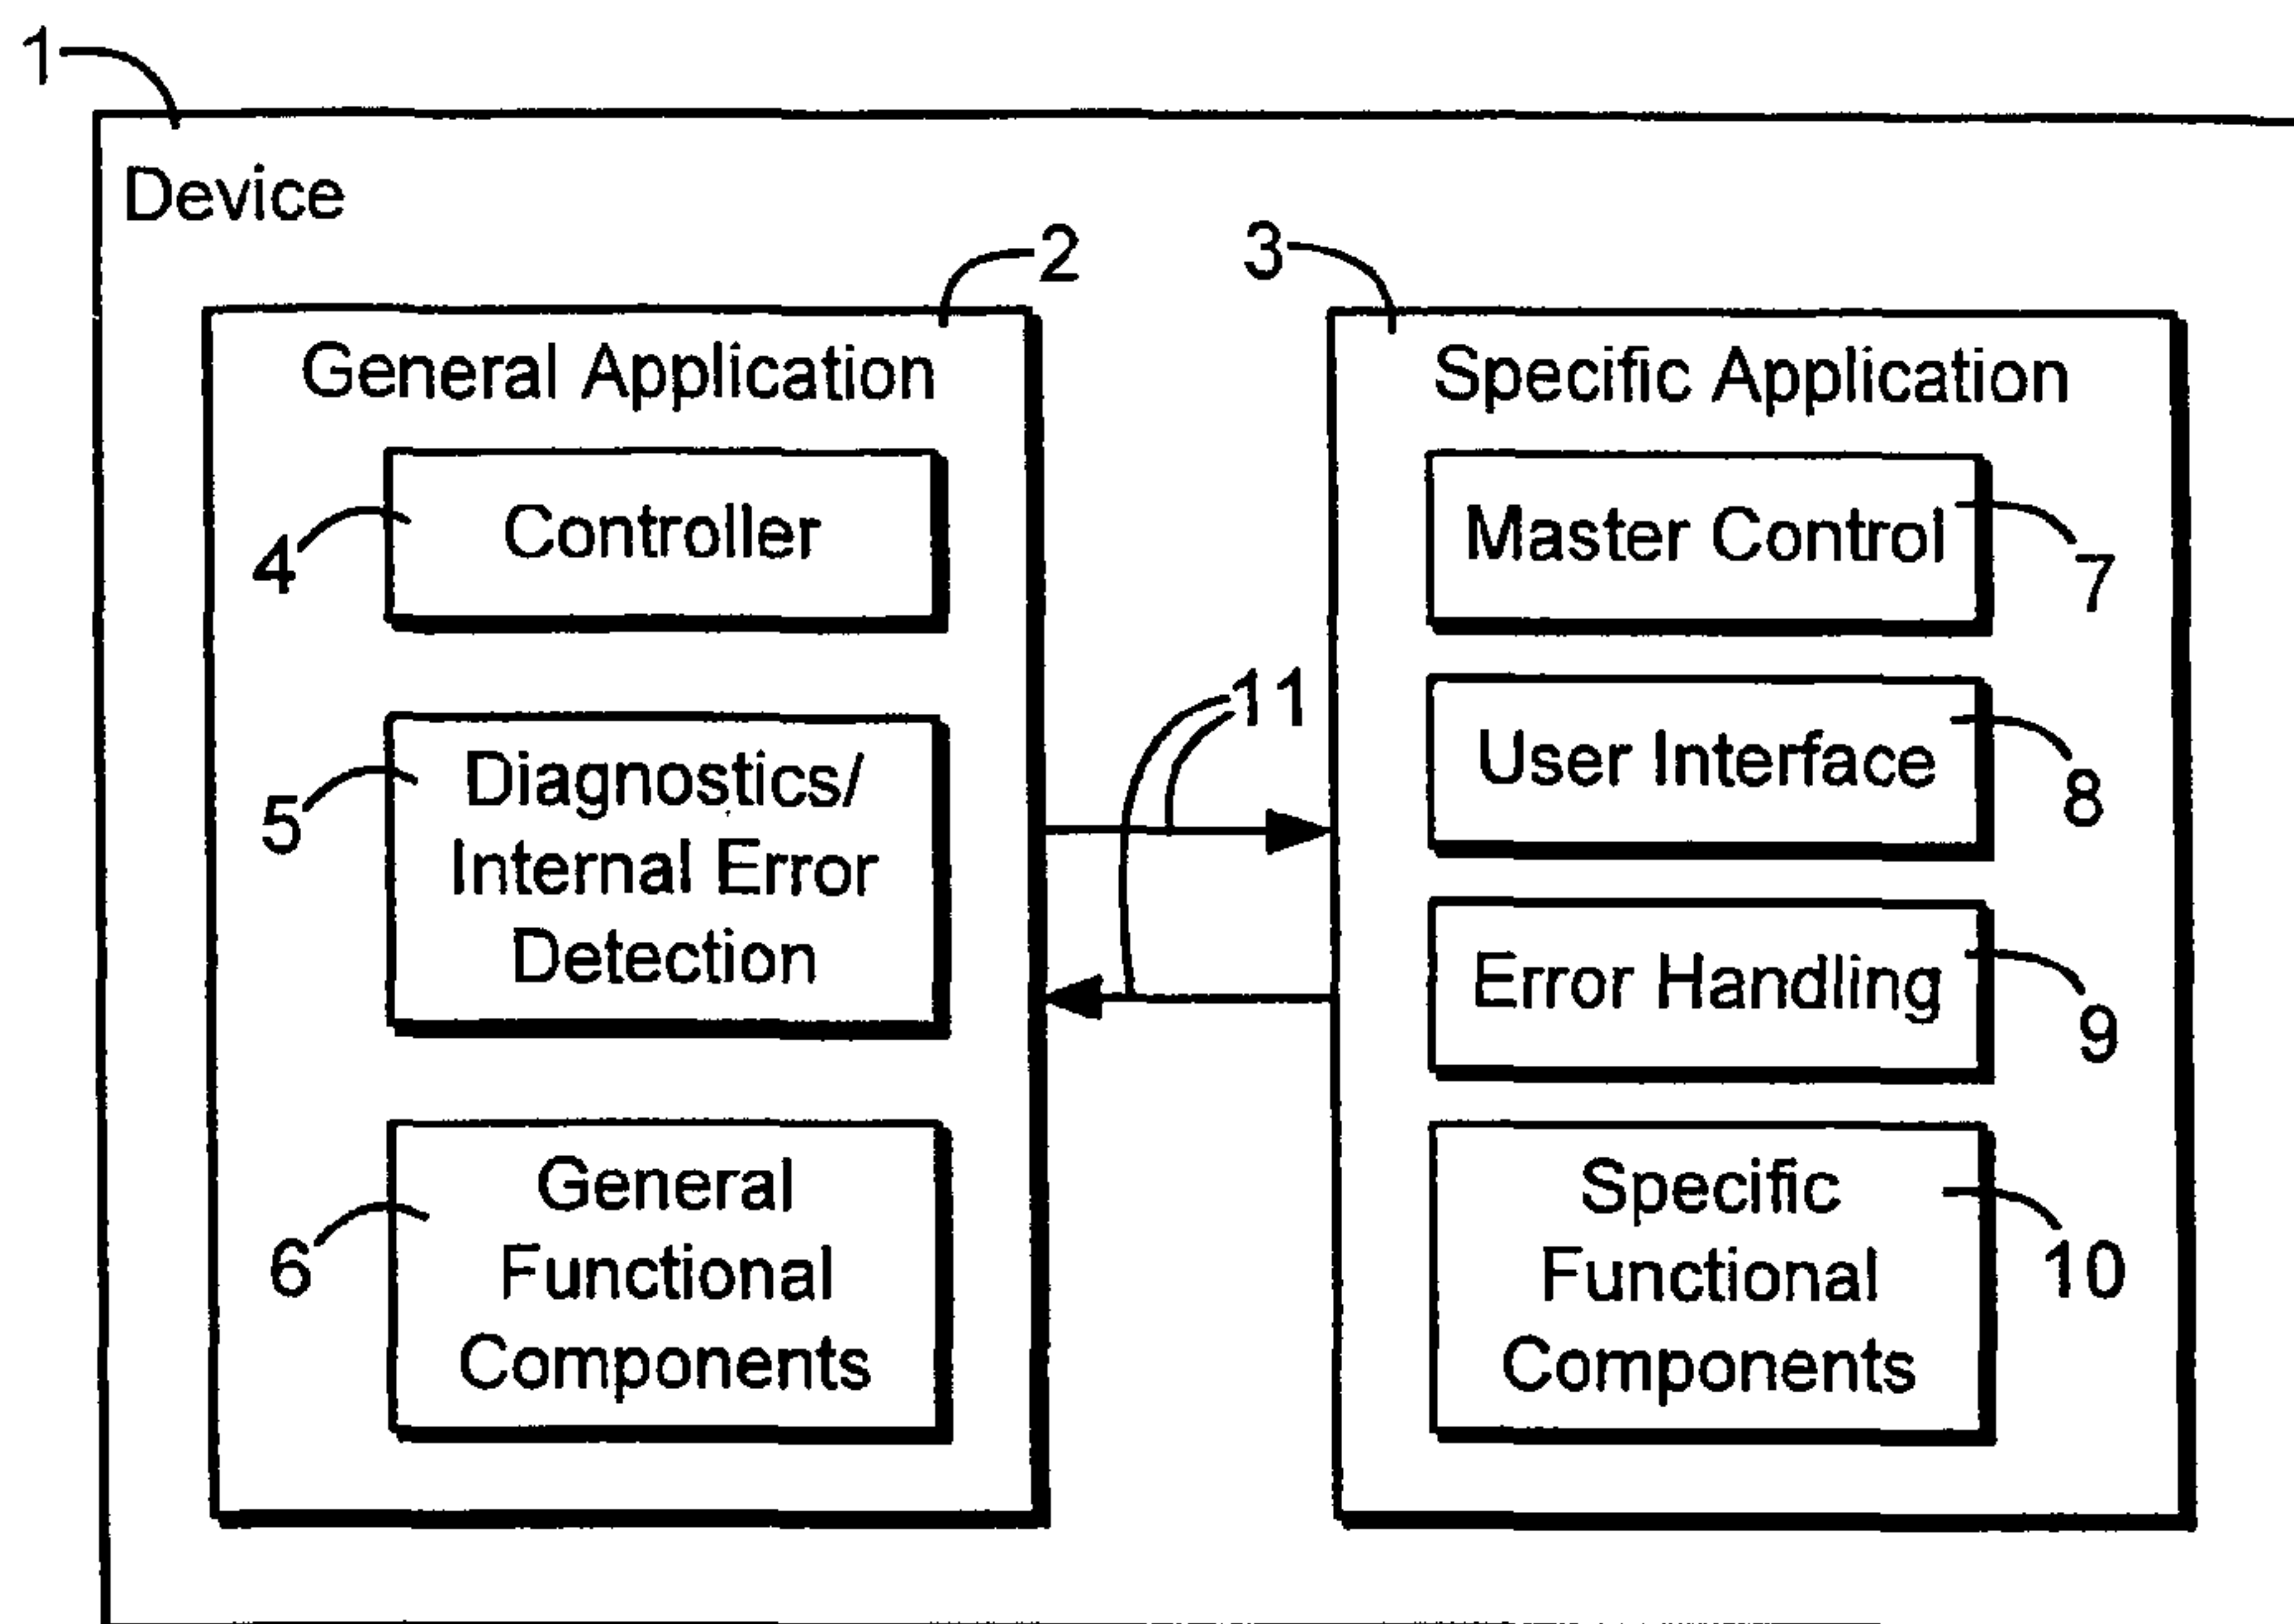 1
Device
2
3
General Application
Specific Application
Controller
4
Master Control
7
11
Diagnostics/
Internal Error
Detection
5
User Interface
8
Error Handling
9
General
Functional
Components
6
Specific
Functional
Components
10